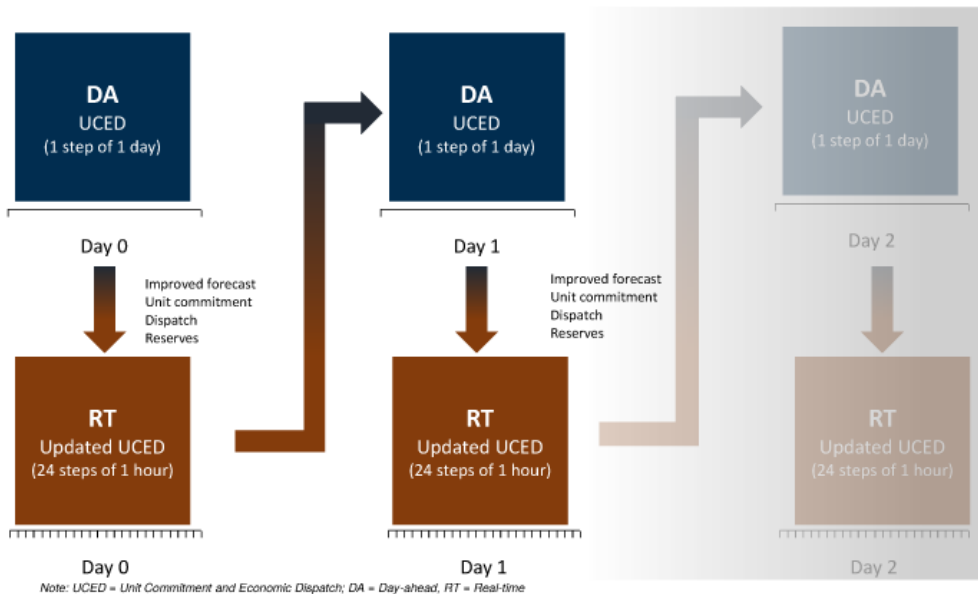 DA
UCED
(1 step of 1 day)
Day 0
Improved forecast
Unit commitment
Dispatch
Reserves
RT
Updated UCED
(24 steps of 1 hour)
Day 0
DA
UCED
(1 step of 1 day)
Day 1
Improved forecast
Unit commitment
Dispatch
Reserves
RT
Updated UCED
(24 steps of 1 hour)
Day 1
DA
UCED
(1 step of 1 day)
Day 2
RT
Updated UCED
(24 steps of 1 hour)
Day 2
Note: UCED = Unit Commitment and Economic Dispatch; DA = Day-ahead, RT = Real-time